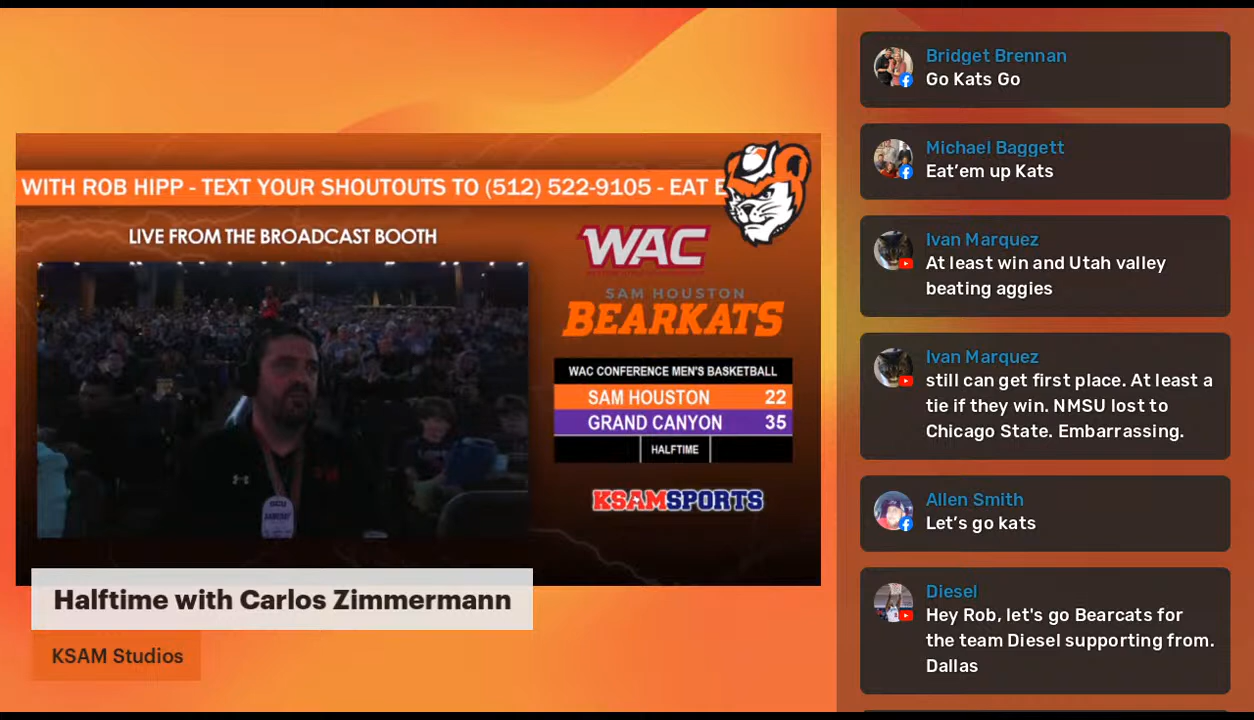 WITH ROB HIPP - TEXT YOUR SHOUTOUTS TO (512) 522-9105 - EAT E
LIVE FROM THE BROADCAST BOOTH
WAC
SAM HOUSTON
BEARKATS
WAC CONFERENCE MEN'S BASKETBALL
SAM HOUSTON 22
GRAND CANYON 35
HALFTIME
KSAMSPORTS
Halftime with Carlos Zimmermann
KSAM Studios
Bridget Brennan
Go Kats Go
Michael Baggett
Eat’em up Kats
Ivan Marquez
At least win and Utah valley
beating aggies
Ivan Marquez
still can get first place. At least a
tie if they win. NMSU lost to
Chicago State. Embarrassing.
Allen Smith
Let’s go kats
Diesel
Hey Rob, let's go Bearcats for
the team Diesel supporting from.
Dallas